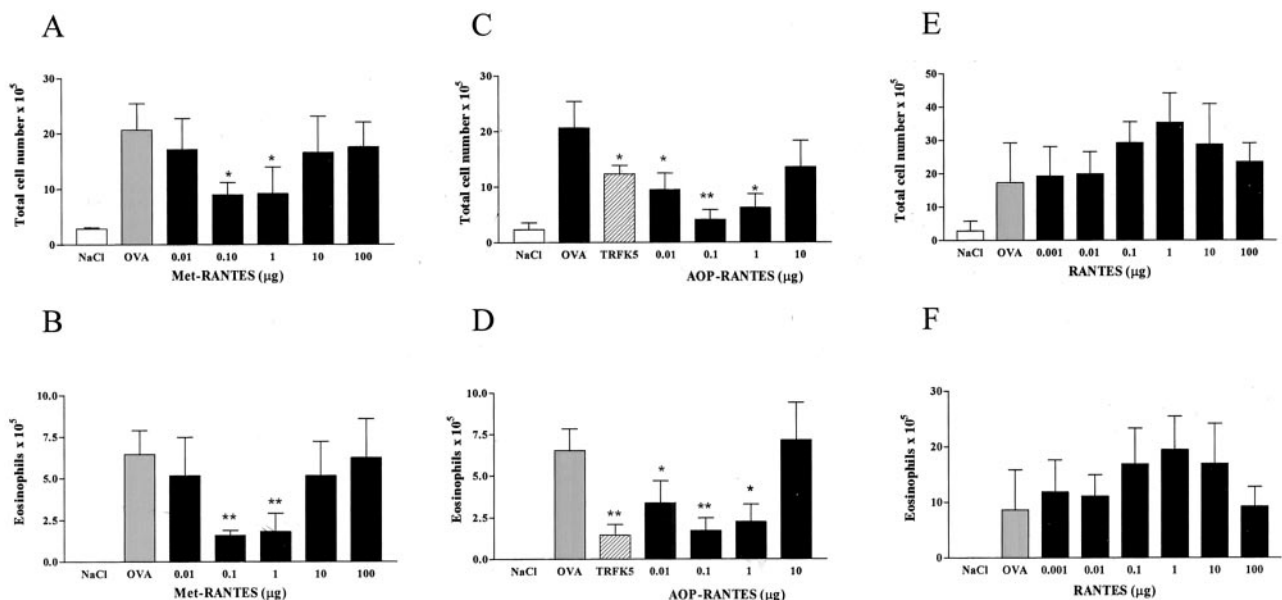 A
Total cell number x 10⁵
30
20
10
0
* *
NaCl OVA 0.01 0.10 1 10 100
Met-RANTES (µg)
B
Eosinophils x 10⁵
10.0
7.5
5.0
2.5
0.0
** **
NaCl OVA 0.01 0.1 1 10 100
Met-RANTES (µg)
C
Total cell number x 10⁵
30
20
10
0
* * ** *
NaCl OVA TRFK5 0.01 0.1 1 10
AOP-RANTES (µg)
D
Eosinophils x 10⁵
10.0
7.5
5.0
2.5
0.0
** * ** *
NaCl OVA TRFK5 0.01 0.1 1 10
AOP-RANTES (µg)
E
Total cell number x 10⁵
50
40
30
20
10
0
NaCl OVA 0.001 0.01 0.1 1 10 100
RANTES (µg)
F
Eosinophils x 10⁵
30
20
10
0
NaCl OVA 0.001 0.01 0.1 1 10 100
RANTES (µg)